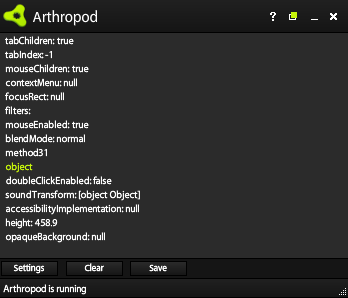 Arthropod
tabChildren: true
tabIndex: -1
mouseChildren: true
contextMenu: null
focusRect: null
filters:
mouseEnabled: true
blendMode: normal
method31
object
doubleClickEnabled: false
soundTransform: [object Object]
accessibilityImplementation: null
height: 458.9
opaqueBackground: null
Settings Clear Save
Arthropod is running